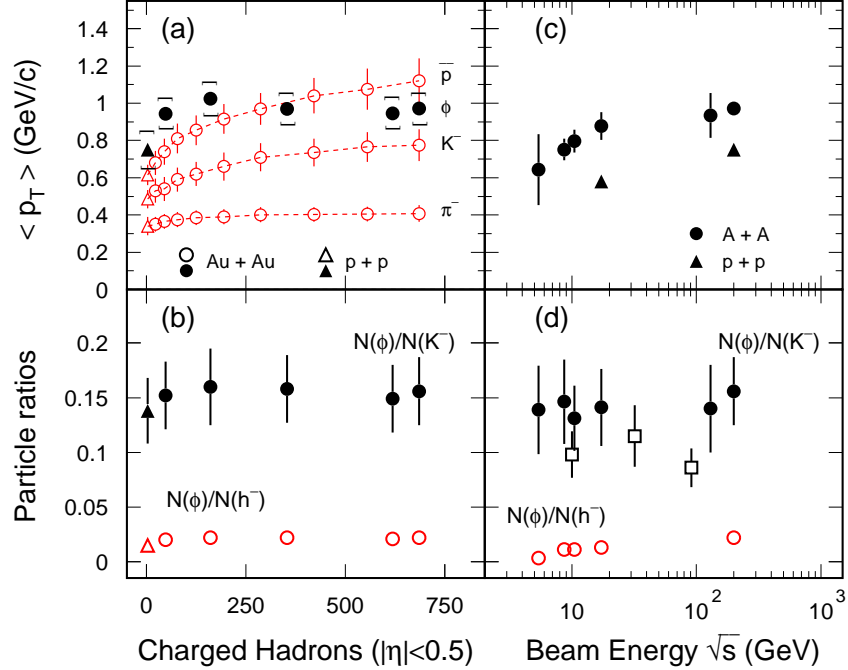 (a)
(c)
1.4
1.2
1
0.8
0.6
0.4
0.2
0
< p_T > (GeV/c)
p̅
ϕ
K⁻
π⁻
Au + Au
p + p
A + A
p + p
(b)
(d)
N(ϕ)/N(K⁻)
N(ϕ)/N(K⁻)
0.2
0.15
0.1
0.05
0
Particle ratios
N(ϕ)/N(h⁻)
N(ϕ)/N(h⁻)
0 250 500 750
10 10² 10³
Charged Hadrons (|η|<0.5)
Beam Energy √s (GeV)